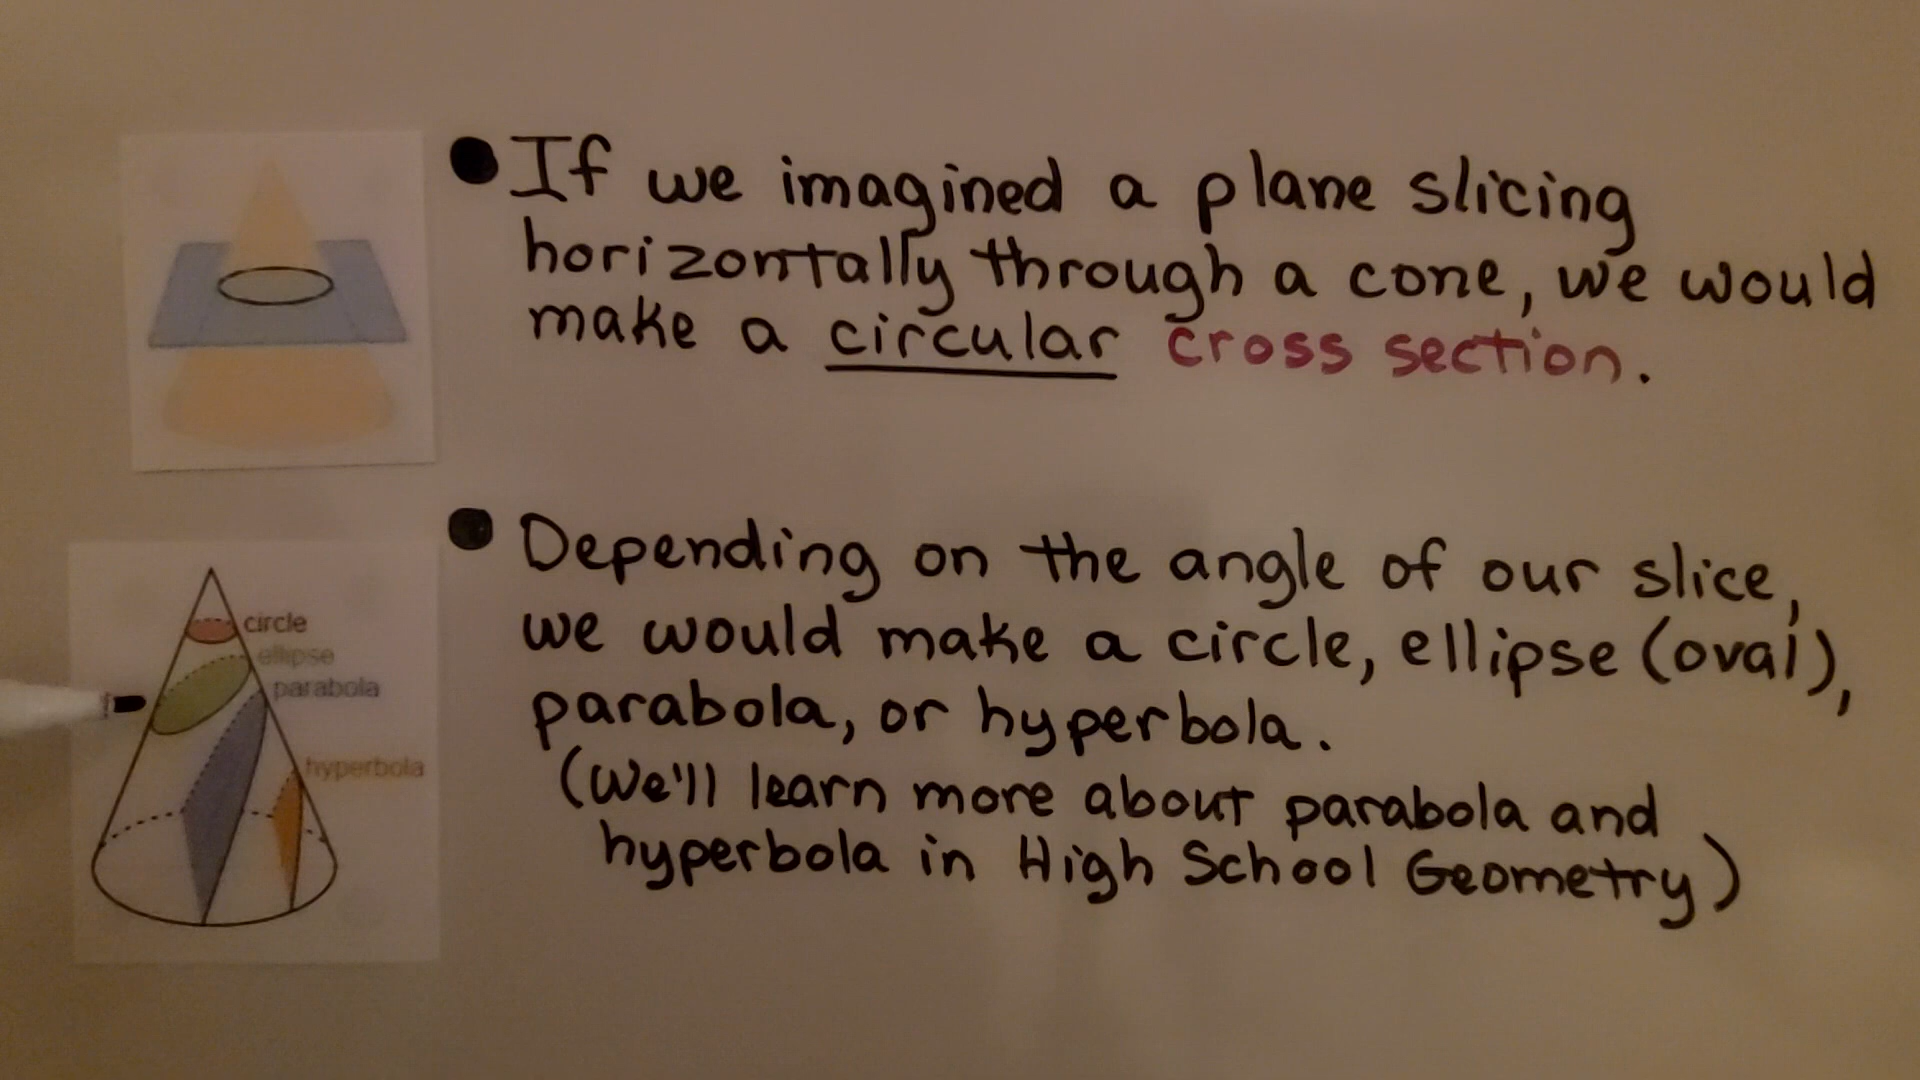 ● If we imagined a plane slicing
horizontally through a cone, we would
make a circular cross section.
● Depending on the angle of our slice,
we would make a circle, ellipse (oval),
parabola, or hyperbola.
(We'll learn more about parabola and
hyperbola in High School Geometry)
circle
ellipse
parabola
hyperbola